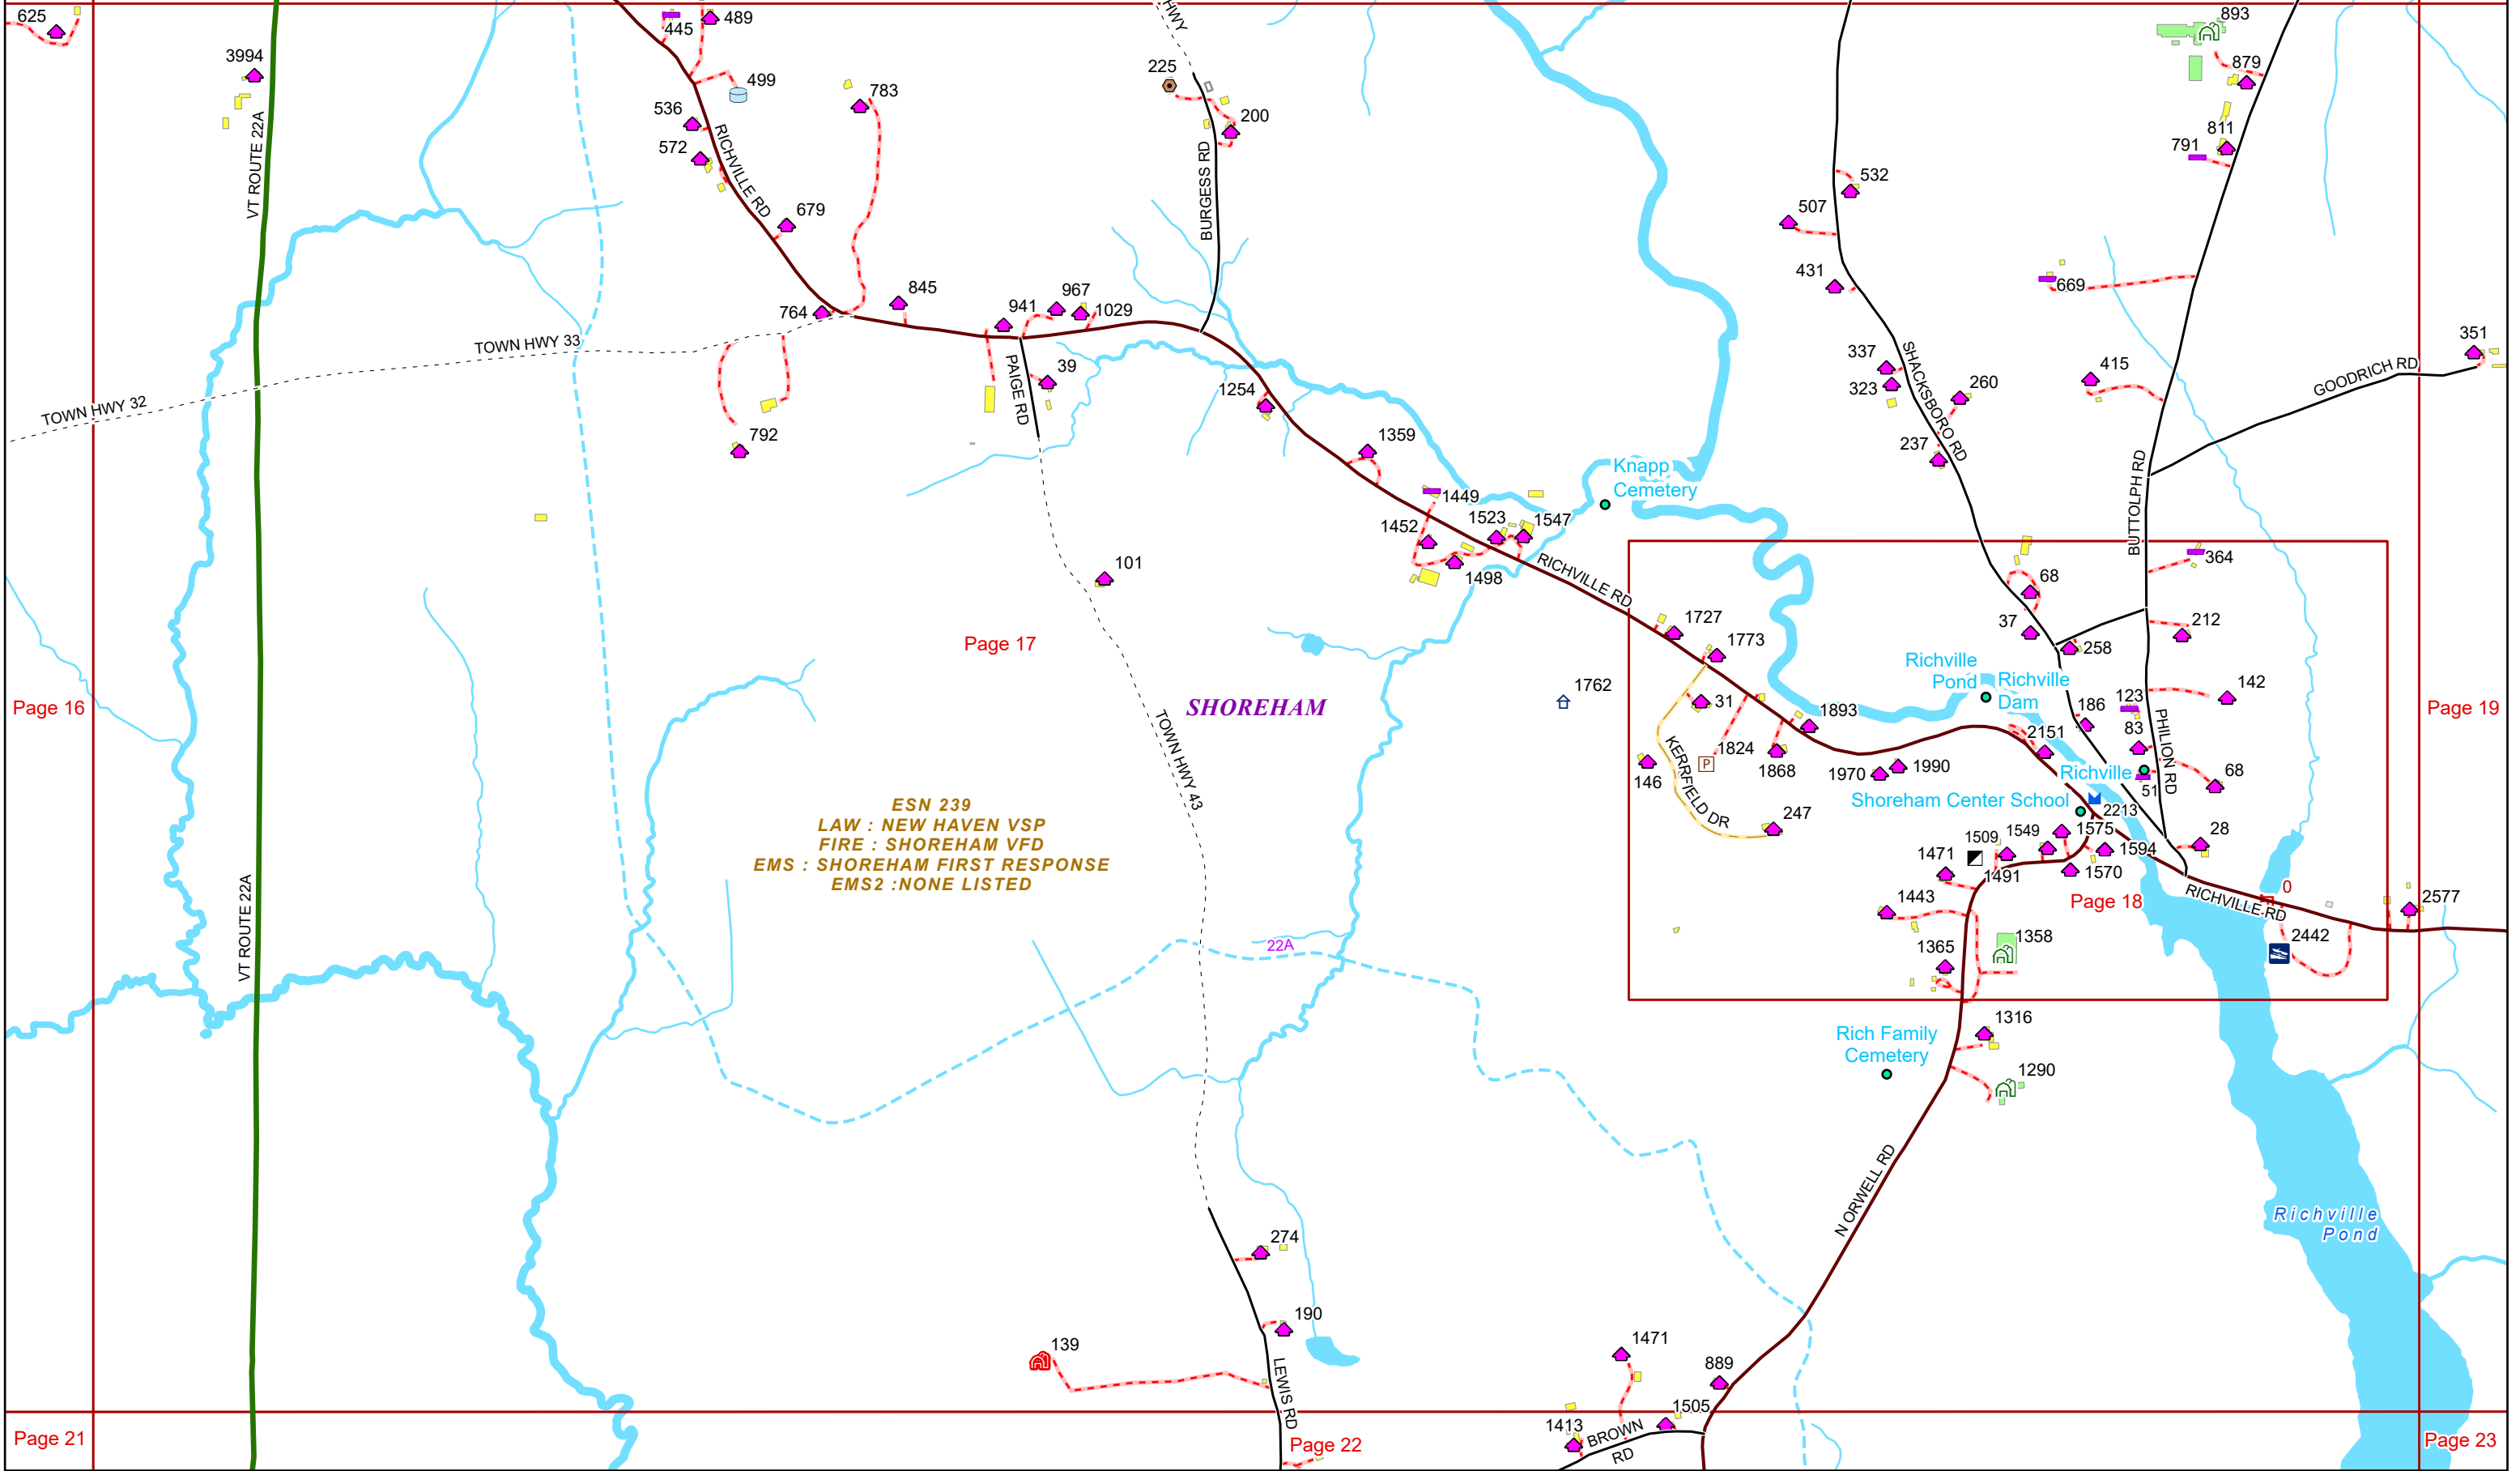 625
445
489
HWY
893
3994
499
783
225
879
536
200
VT ROUTE 22A
RICHVILLE RD
572
BURGESS RD
811
791
532
679
507
431
669
845
941
967
1029
764
TOWN HWY 33
351
337
SHACKSBORO RD
415
GOODRICH RD
PAIGE RD
39
323
260
1254
TOWN HWY 32
792
1359
237
BUTTOLPH RD
Knapp
Cemetery
1449
1452
1523
1547
101
1498
RICHVILLE RD
364
68
Page 17
1727
1773
37
212
258
Page 16
SHOREHAM
1762
31
Richville
Pond
Richville
Dam
142
123
186
Page 19
TOWN HWY 43
1893
2151
83
PHILION RD
KERRFIELD DR
146
1824
P
1868
1970
1990
Richville
68
51
ESN 239
LAW : NEW HAVEN VSP
FIRE : SHOREHAM VFD
EMS : SHOREHAM FIRST RESPONSE
EMS2 :NONE LISTED
Shoreham Center School
2213
247
1509
1549
1575
28
1471
1594
1491
1570
VT ROUTE 22A
1443
Page 18
0
RICHVILLE RD
2577
22A
1365
1358
2442
1316
Rich Family
Cemetery
1290
N ORWELL RD
Richville
Pond
274
190
139
LEWIS RD
1471
889
1505
1413
BROWN
RD
Page 21
Page 22
Page 23